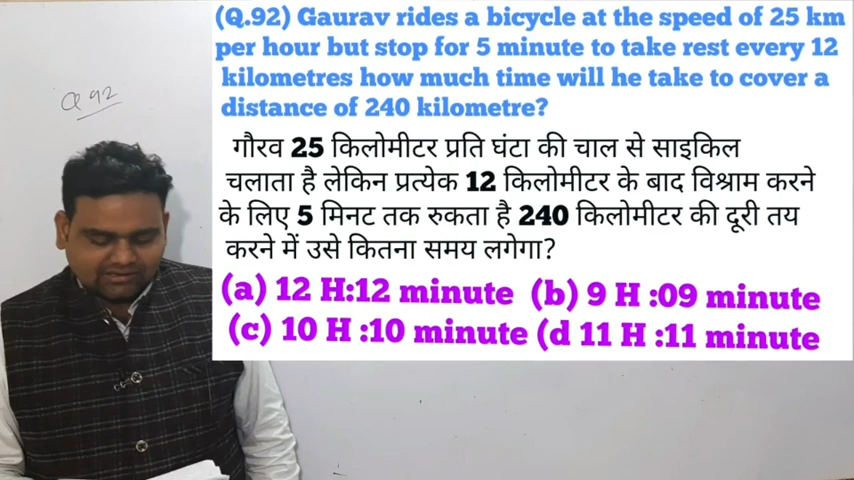 (Q.92) Gaurav rides a bicycle at the speed of 25 km
per hour but stop for 5 minute to take rest every 12
kilometres how much time will he take to cover a
distance of 240 kilometre?
Q 92
गौरव 25 किलोमीटर प्रति घंटा की चाल से साइकिल
चलाता है लेकिन प्रत्येक 12 किलोमीटर के बाद विश्राम करने
के लिए 5 मिनट तक रुकता है 240 किलोमीटर की दूरी तय
करने में उसे कितना समय लगेगा?
(a) 12 H:12 minute (b) 9 H :09 minute
(c) 10 H :10 minute (d 11 H :11 minute